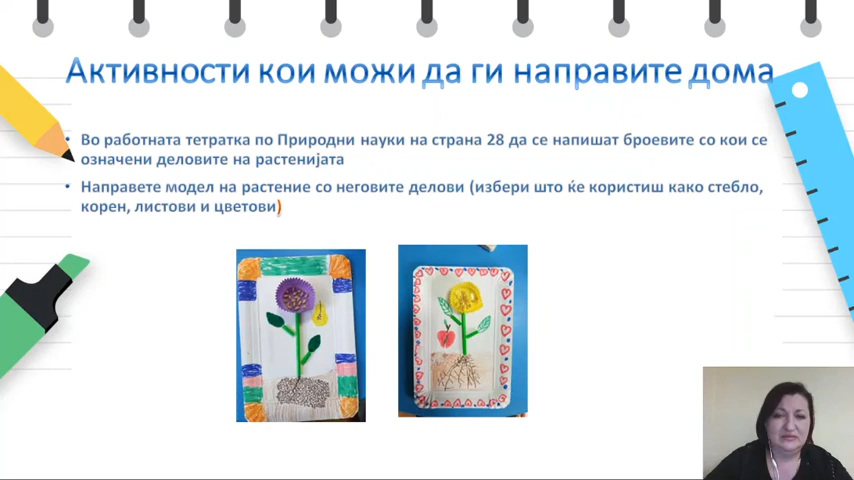 Активности кои можи да ги направите дома
Во работната тетратка по Природни науки на страна 28 да се напишат броевите со кои се
означени деловите на растенијата
Направете модел на растение со неговите делови (избери што ќе користиш како стебло,
корен, листови и цветови)